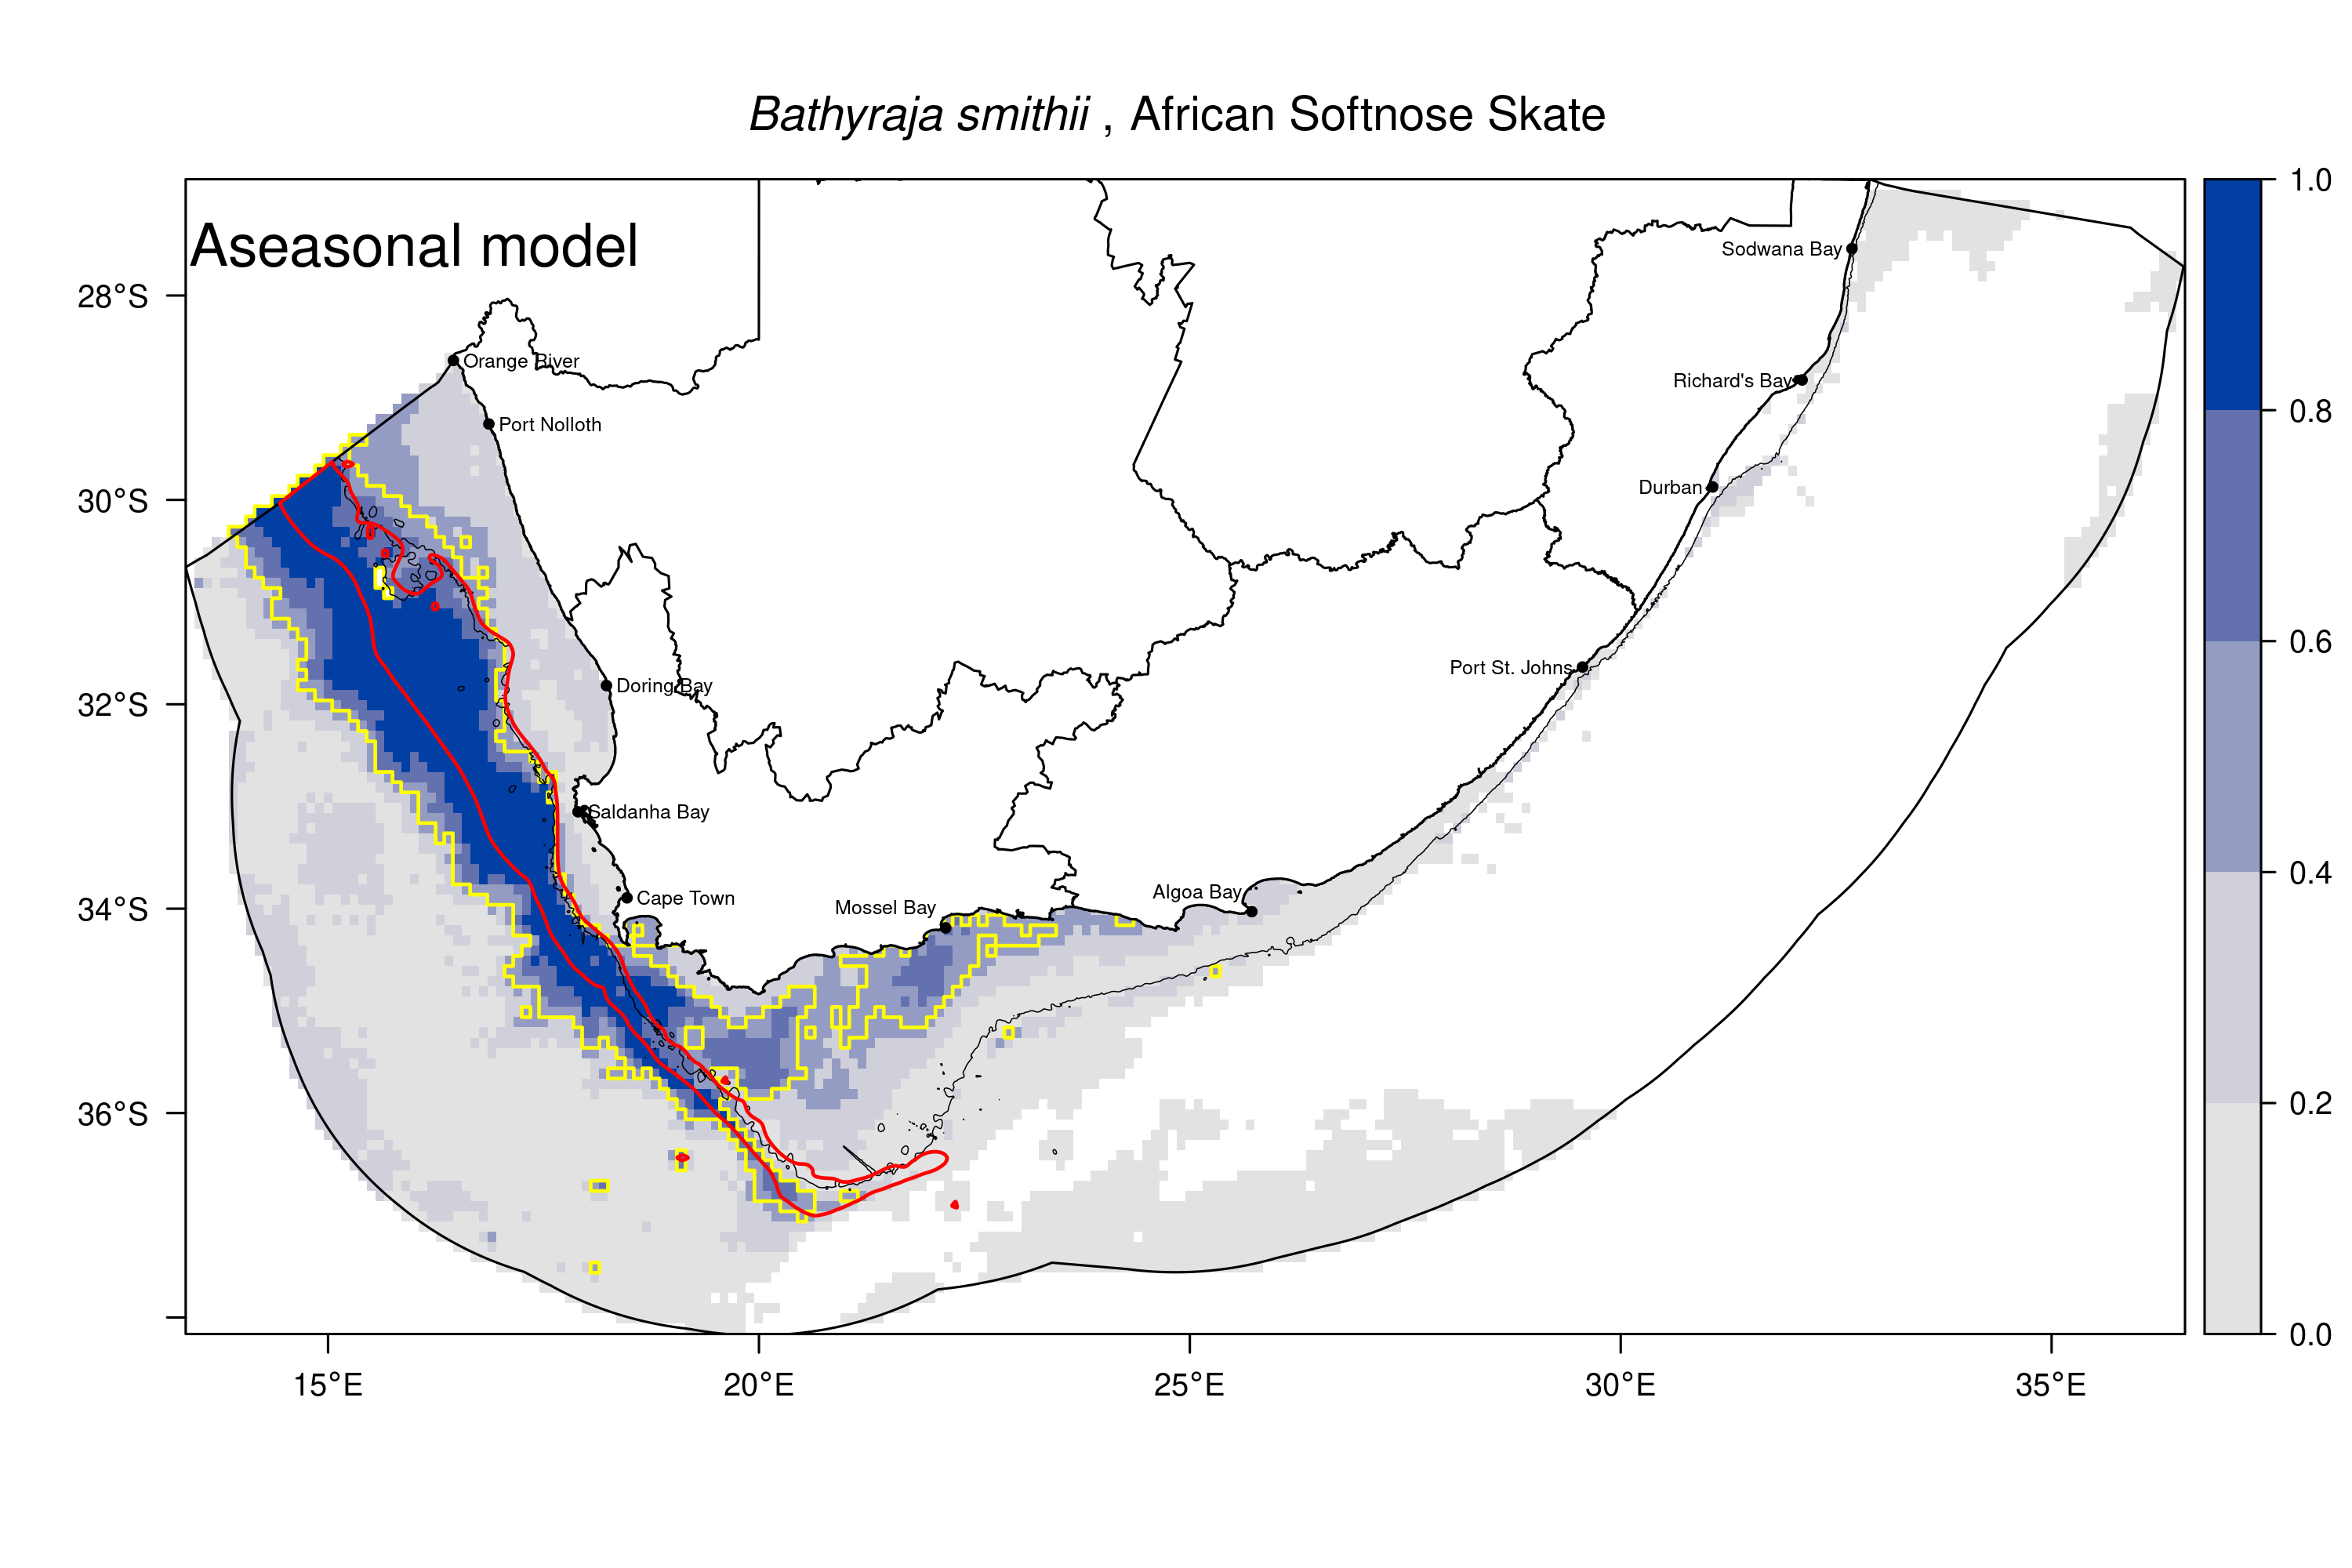 Bathyraja smithii , African Softnose Skate
Aseasonal model
1.0
0.8
0.6
0.4
0.2
0.0
28°S
30°S
32°S
34°S
36°S
15°E
20°E
25°E
30°E
35°E
Sodwana Bay
Orange River
Richard's Bay
Port Nolloth
Durban
Port St. Johns
Doring Bay
Saldanha Bay
Cape Town
Mossel Bay
Algoa Bay